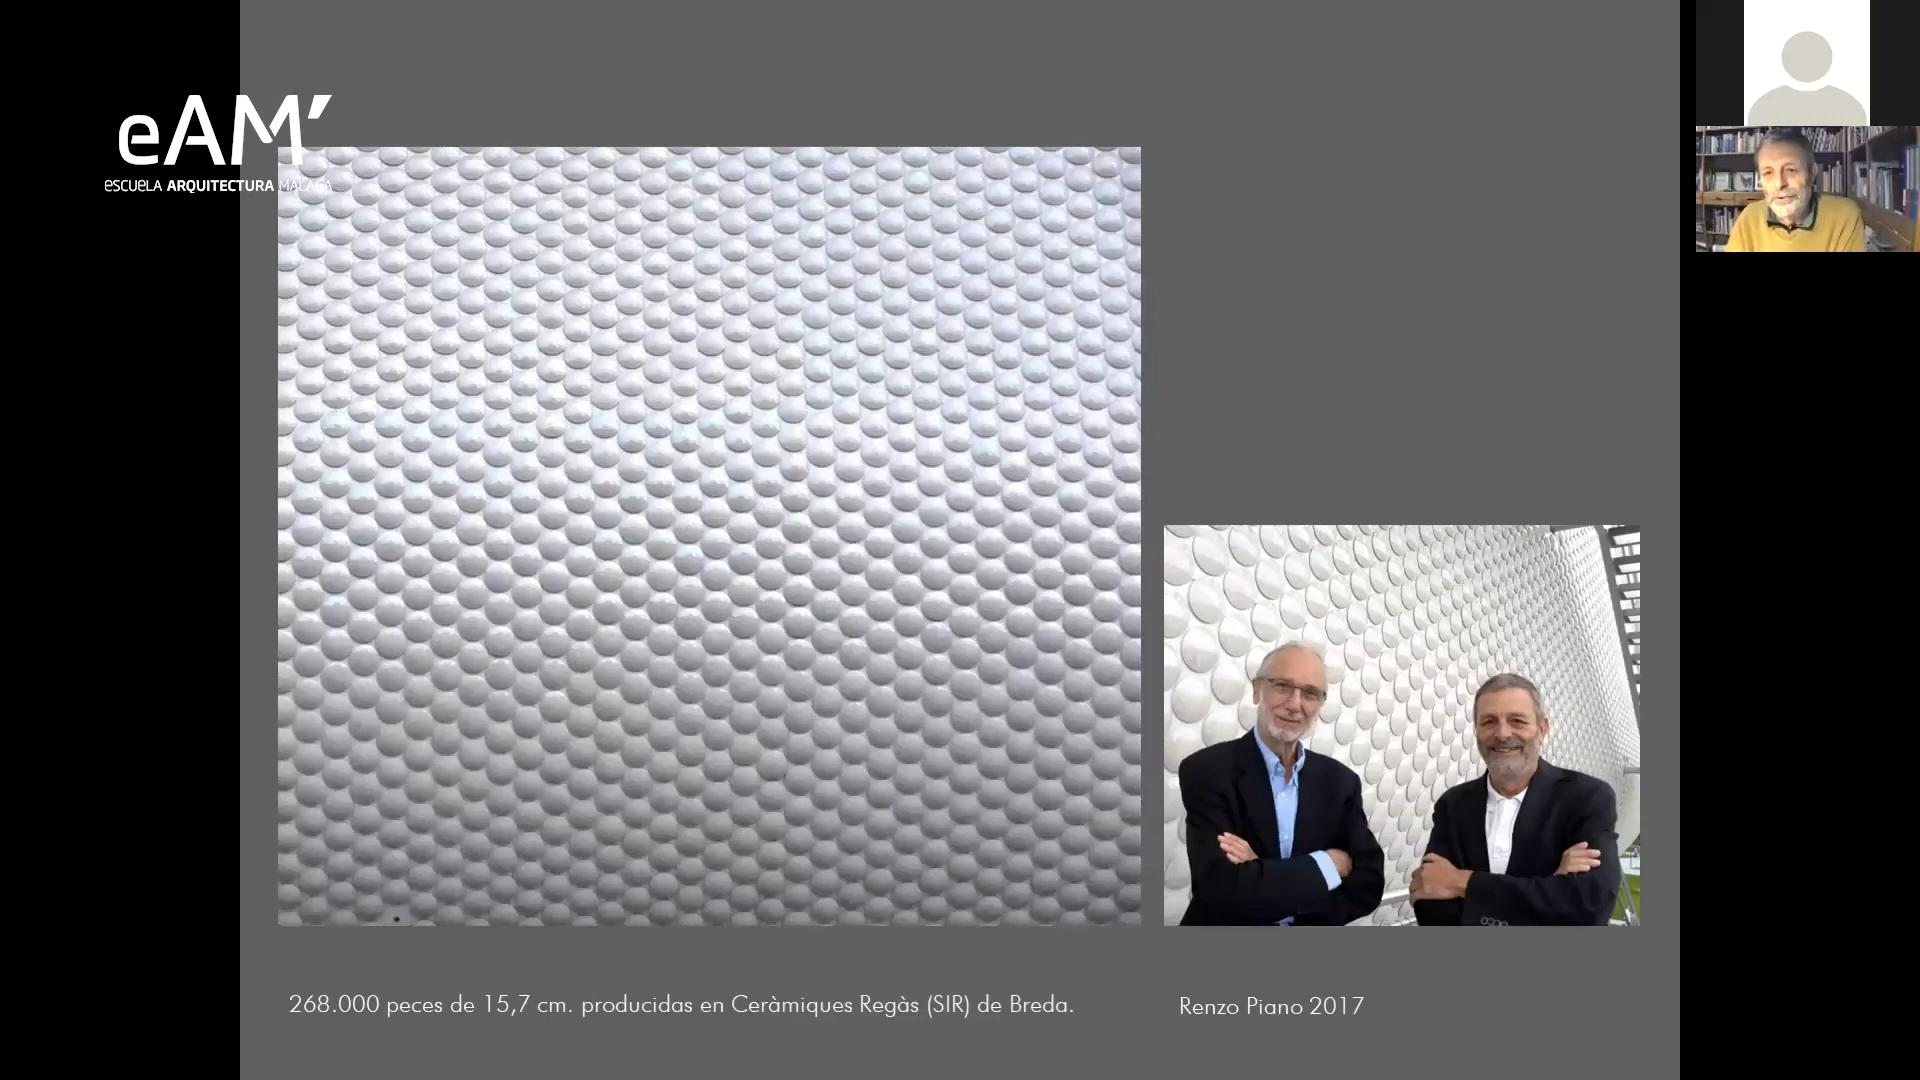 eAM'
escuela ARQUITECTURA MÁLAGA
268.000 peces de 15,7 cm. producidas en Ceràmiques Regàs (SIR) de Breda.
Renzo Piano 2017